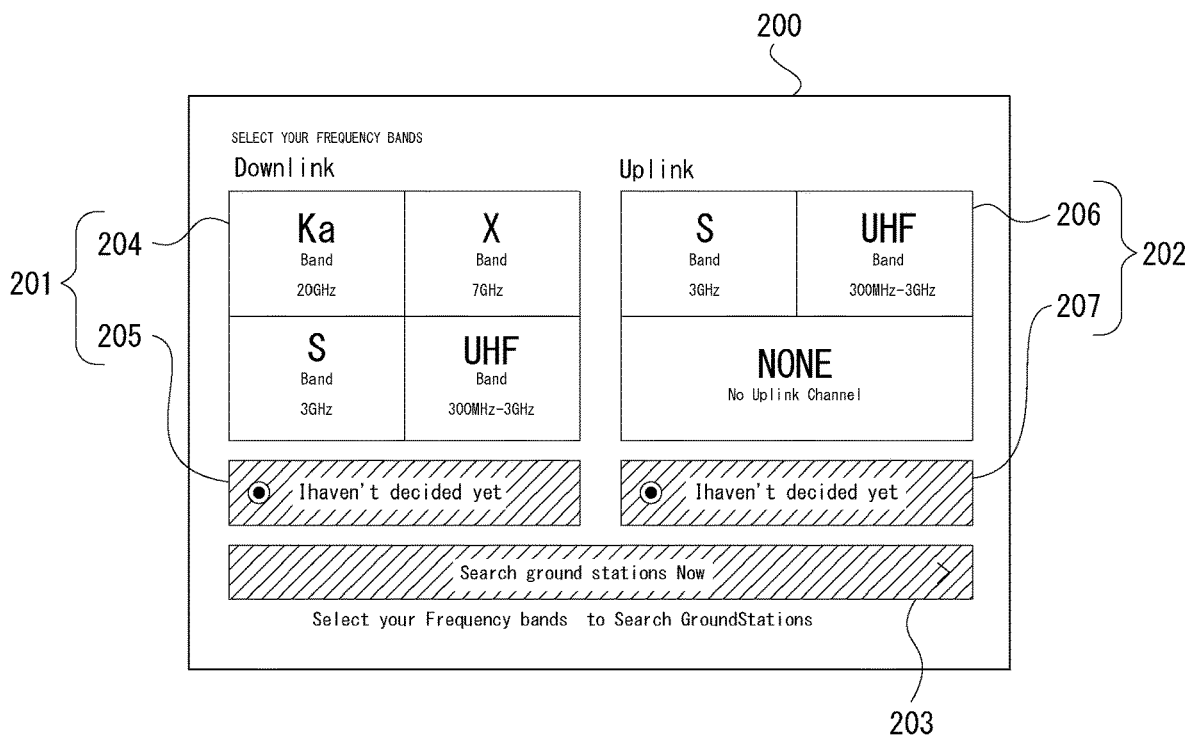 200
SELECT YOUR FREQUENCY BANDS
Downlink
Uplink
Ka
Band
20GHz
X
Band
7GHz
S
Band
3GHz
UHF
Band
300MHz-3GHz
S
Band
3GHz
UHF
Band
300MHz-3GHz
NONE
No Uplink Channel
201
204
205
206
207
202
Ihaven't decided yet
Ihaven't decided yet
Search ground stations Now
Select your Frequency bands to Search GroundStations
203